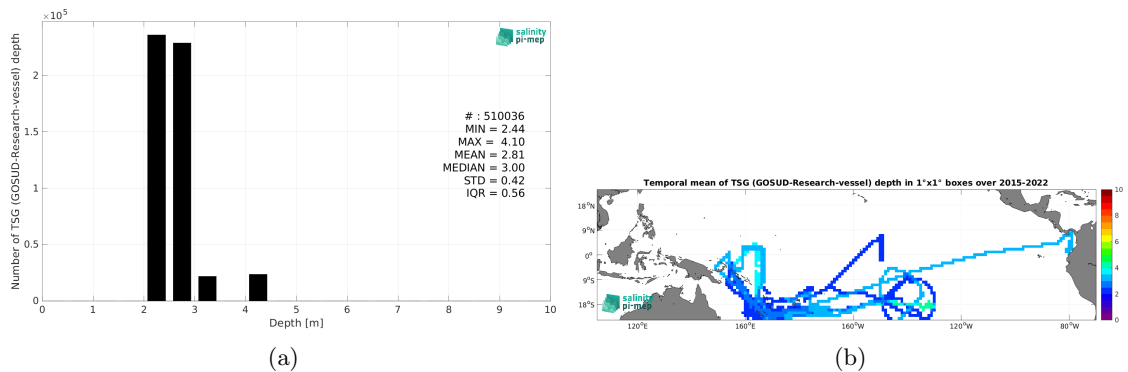 ×10⁵
2
1.5
1
0.5
0
Number of TSG (GOSUD-Research-vessel) depth
salinity
pi-mep
# : 510036
MIN = 2.44
MAX = 4.10
MEAN = 2.81
MEDIAN = 3.00
STD = 0.42
IQR = 0.56
0 1 2 3 4 5 6 7 8 9 10
Depth [m]
(a)
Temporal mean of TSG (GOSUD-Research-vessel) depth in 1°x1° boxes over 2015-2022
18°N
9°N
0°
9°S
18°S
salinity
pi-mep
120°E 160°E 160°W 120°W 80°W
10
8
6
4
2
0
(b)